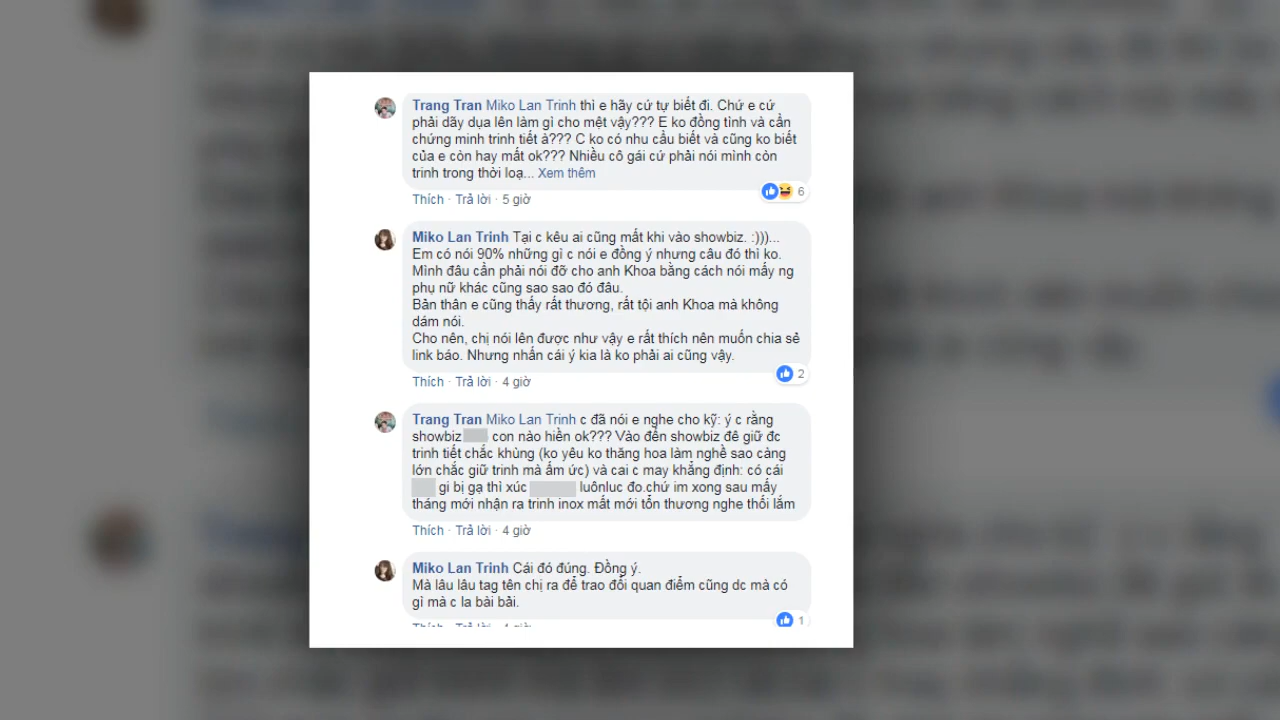 Trang Tran Miko Lan Trinh thì e hãy cứ tự biết đi. Chứ e cứ
phải dãy dụa lên làm gì cho mệt vậy??? E ko đồng tình và cần
chứng minh trinh tiết à??? C ko có nhu cầu biết và cũng ko biết
của e còn hay mất ok??? Nhiều cô gái cứ phải nói mình còn
trinh trong thời loạ... Xem thêm
6
Thích · Trả lời · 5 giờ
Miko Lan Trinh Tại c kêu ai cũng mất khi vào showbiz. :)))...
Em có nói 90% những gì c nói e đồng ý nhưng câu đó thì ko.
Mình đâu cần phải nói đỡ cho anh Khoa bằng cách nói mấy ng
phụ nữ khác cũng sao sao đó đâu.
Bản thân e cũng thấy rất thương, rất tội anh Khoa mà không
dám nói.
Cho nên, chị nói lên được như vậy e rất thích nên muốn chia sẻ
link báo. Nhưng nhấn cái ý kia là ko phải ai cũng vậy.
2
Thích · Trả lời · 4 giờ
Trang Tran Miko Lan Trinh c đã nói e nghe cho kỹ: ý c rằng
showbiz con nào hiền ok??? Vào đến showbiz đê giữ đc
trinh tiết chắc khùng (ko yêu ko thăng hoa làm nghề sao càng
lớn chắc giữ trinh mà ấm ức) và cai c may khẳng định: có cái
gi bị gạ thì xúc luônluc đo.chứ im xong sau mấy
tháng mới nhận ra trinh inox mất mới tổn thương nghe thối lắm
Thích · Trả lời · 4 giờ
Miko Lan Trinh Cái đó đúng. Đồng ý.
Mà lâu lâu tag tên chị ra để trao đổi quan điểm cũng dc mà có
gì mà c la bài bải.
1
Thích · Trả lời · 4 giờ